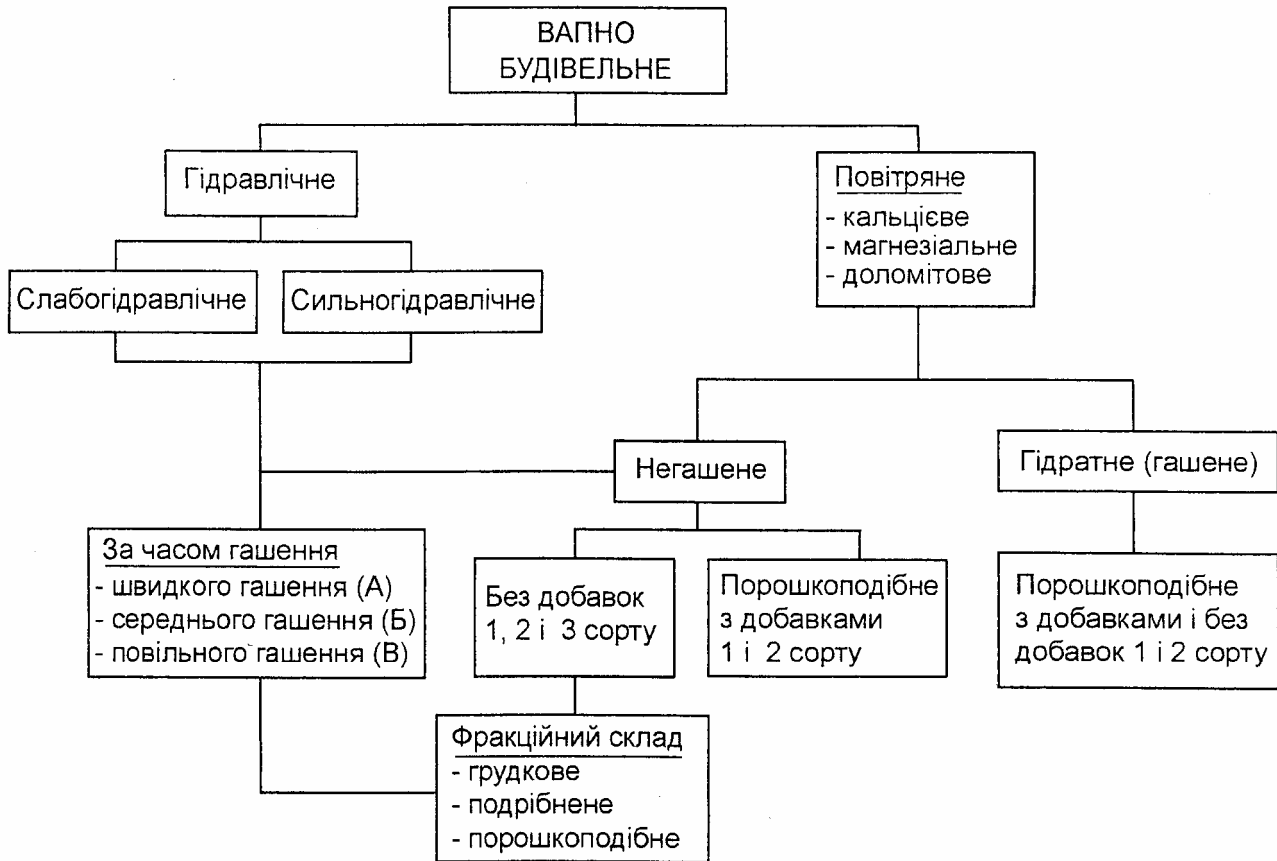 ВАПНО
БУДІВЕЛЬНЕ
Гідравлічне
Повітряне
- кальцієве
- магнезіальне
- доломітове
Слабогідравлічне
Сильногідравлічне
Негашене
Гідратне (гашене)
За часом гашення
- швидкого гашення (А)
- середнього гашення (Б)
- повільного гашення (В)
Без добавок
1, 2 і 3 сорту
Порошкоподібне
з добавками
1 і 2 сорту
Порошкоподібне
з добавками і без
добавок 1 і 2 сорту
Фракційний склад
- грудкове
- подрібнене
- порошкоподібне